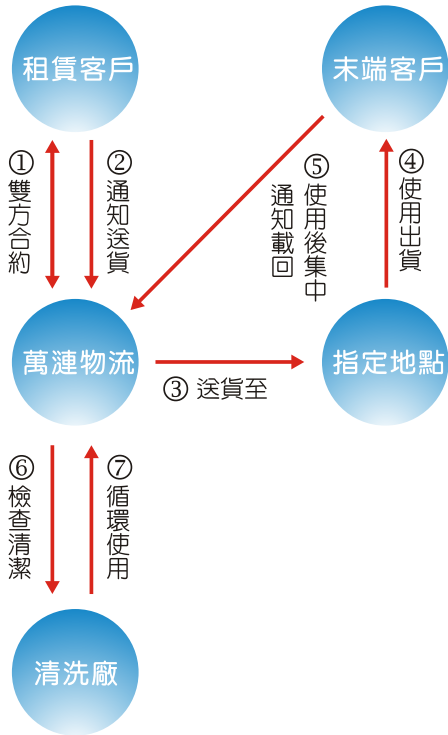 租賃客戶
末端客戶
①雙方合約
②通知送貨
⑤使用後集中
通知載回
④使用出貨
萬漣物流
指定地點
③ 送貨至
⑥檢查清潔
⑦循環使用
清洗廠